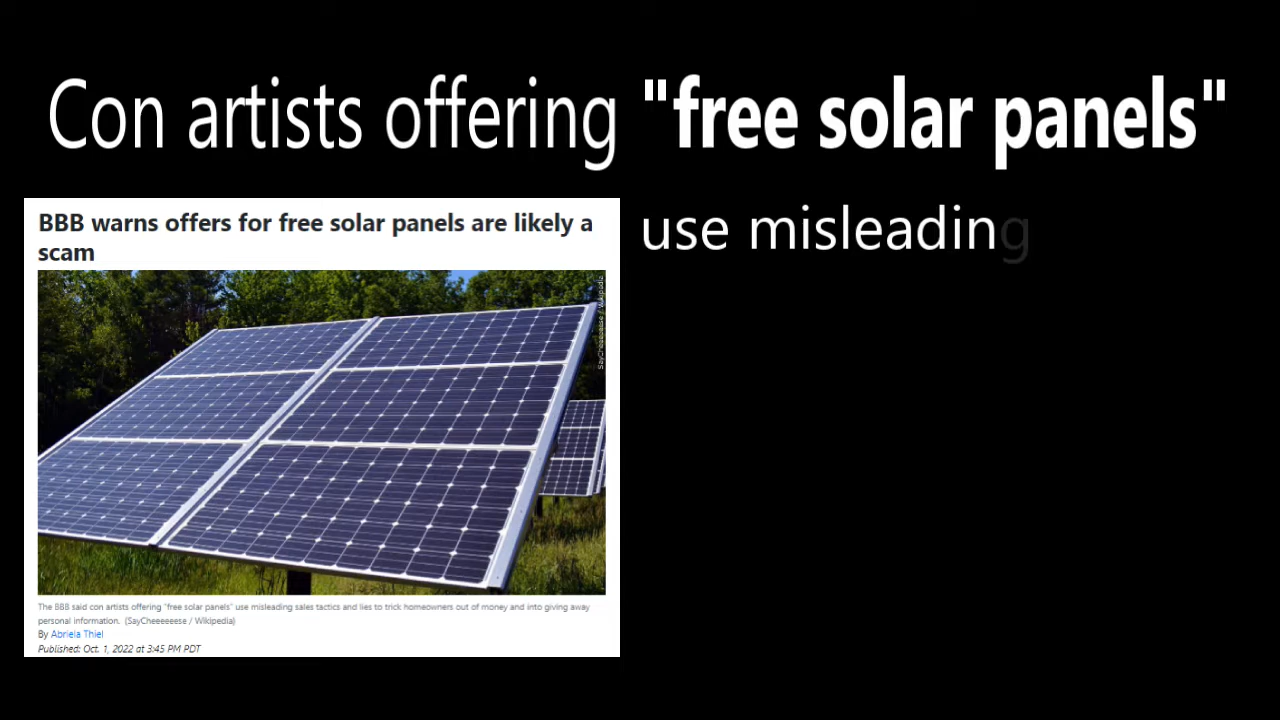 Con artists offering "free solar panels"
BBB warns offers for free solar panels are likely a
scam
use misleading
SayCheeeeeese / Wikipedia
The BBB said con artists offering "free solar panels" use misleading sales tactics and lies to trick homeowners out of money and into giving away
personal information. (SayCheeeeeese / Wikipedia)
By Abriela Thiel
Published: Oct. 1, 2022 at 3:45 PM PDT